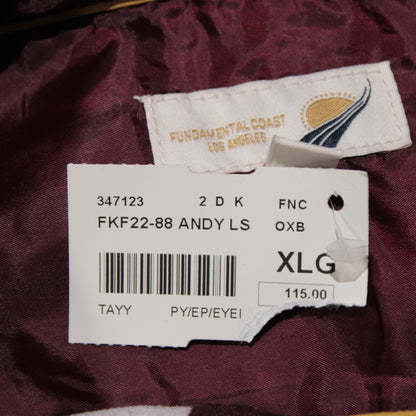 FUNDAMENTAL COAST
LOS ANGELES
347123 2 D K FNC
FKF22-88 ANDY LS OXB
XLG
115.00
TAYY PY/EP/EYEI